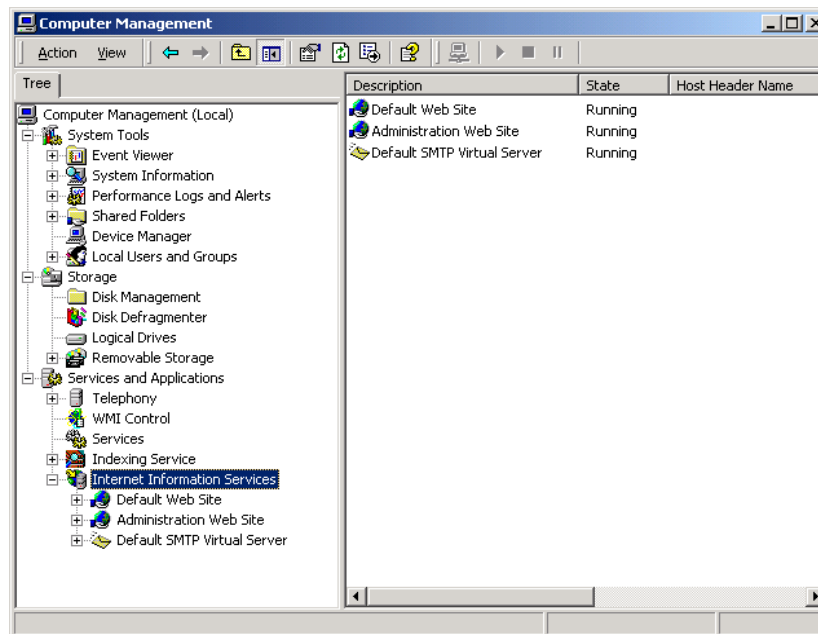 Computer Management
Action View
Tree
Computer Management (Local)
System Tools
Event Viewer
System Information
Performance Logs and Alerts
Shared Folders
Device Manager
Local Users and Groups
Storage
Disk Management
Disk Defragmenter
Logical Drives
Removable Storage
Services and Applications
Telephony
WMI Control
Services
Indexing Service
Internet Information Services
Default Web Site
Administration Web Site
Default SMTP Virtual Server
Description State Host Header Name
Default Web Site Running
Administration Web Site Running
Default SMTP Virtual Server Running